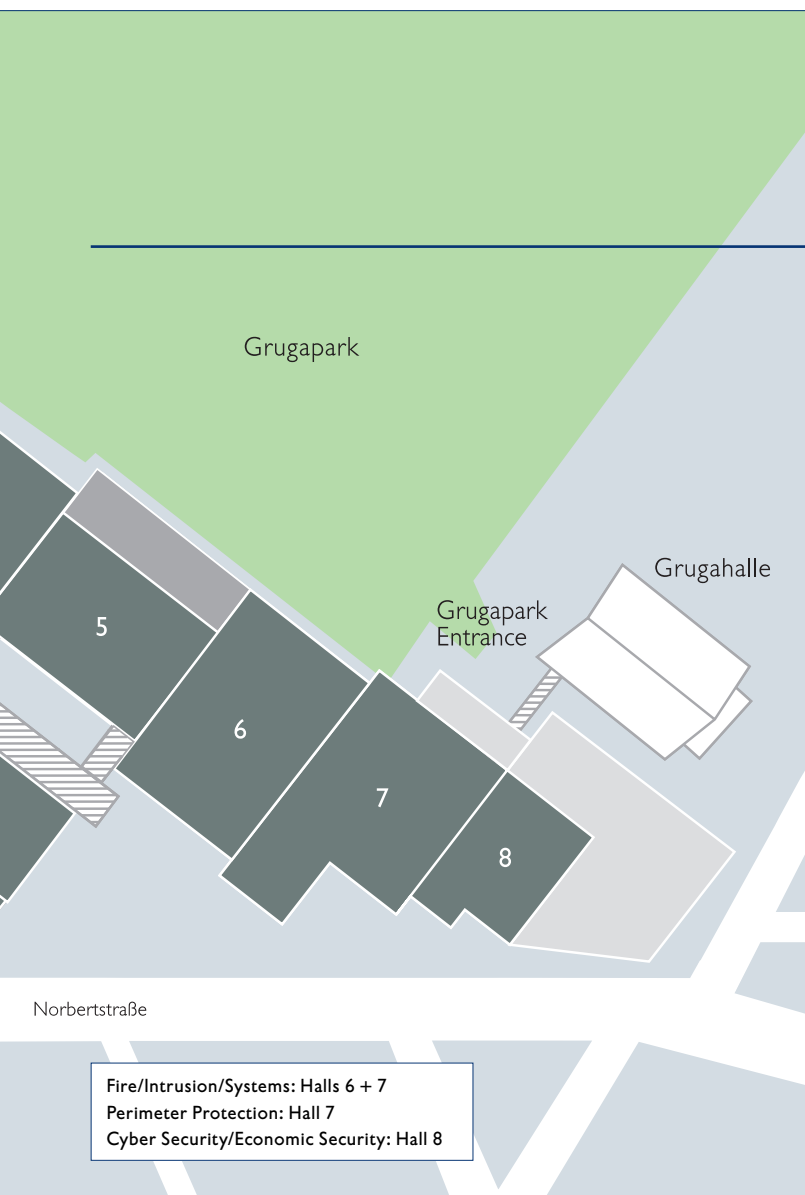 Grugapark
Grugahalle
Grugapark
Entrance
5
6
7
8
Norbertstraße
Fire/Intrusion/Systems: Halls 6 + 7
Perimeter Protection: Hall 7
Cyber Security/Economic Security: Hall 8